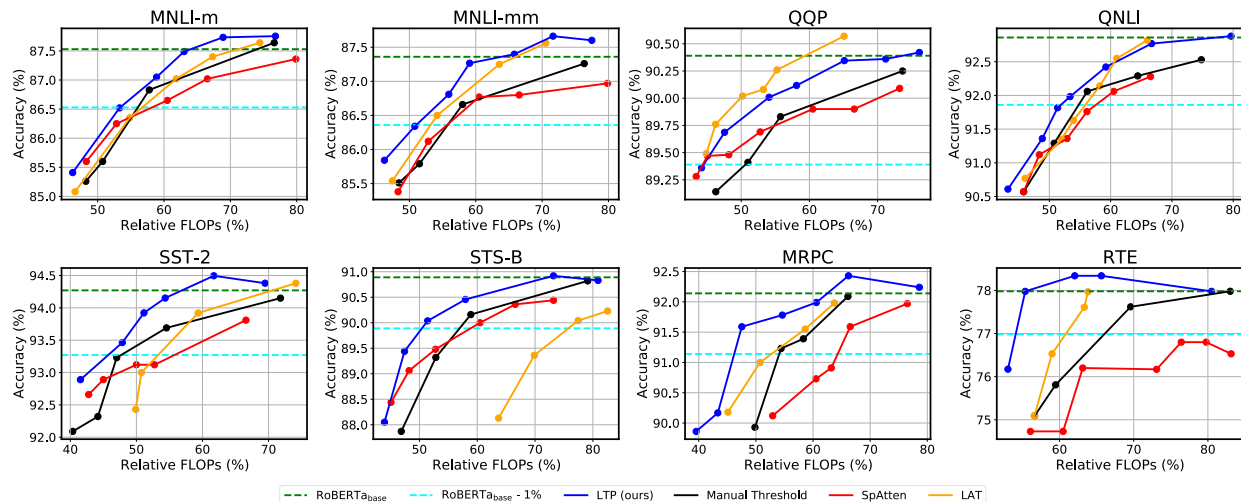 MNLI-m
MNLI-mm
QQP
QNLI
Accuracy (%)
87.5
87.0
86.5
86.0
85.5
85.0
50 60 70 80
Relative FLOPs (%)
Accuracy (%)
87.5
87.0
86.5
86.0
85.5
50 60 70 80
Relative FLOPs (%)
Accuracy (%)
90.50
90.25
90.00
89.75
89.50
89.25
50 60 70
Relative FLOPs (%)
Accuracy (%)
92.5
92.0
91.5
91.0
90.5
50 60 70 80
Relative FLOPs (%)
SST-2
STS-B
MRPC
RTE
Accuracy (%)
94.5
94.0
93.5
93.0
92.5
92.0
40 50 60 70
Relative FLOPs (%)
Accuracy (%)
91.0
90.5
90.0
89.5
89.0
88.5
88.0
50 60 70 80
Relative FLOPs (%)
Accuracy (%)
92.5
92.0
91.5
91.0
90.5
90.0
40 50 60 70 80
Relative FLOPs (%)
Accuracy (%)
78
77
76
75
60 70 80
Relative FLOPs (%)
RoBERTa base RoBERTa base - 1% LTP (ours) Manual Threshold SpAtten LAT